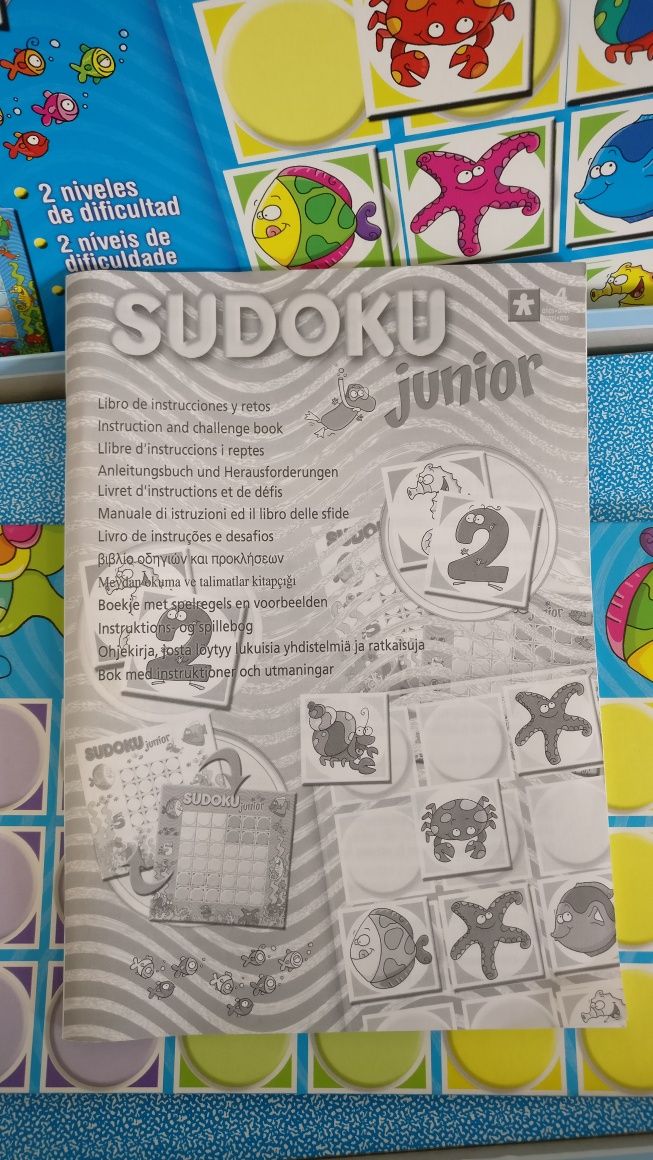 2 niveles
de dificultad
2 níveis de
dificuldade
SUDOKU
junior
4
Libro de instrucciones y retos
Instruction and challenge book
Llibre d'instruccions i reptes
Anleitungsbuch und Herausforderungen
Livret d'instructions et de défis
Manuale di istruzioni ed il libro delle sfide
Livro de instruções e desafios
βιβλίο οδηγιών και προκλήσεων
Meydan okuma ve talimatlar kitapçığı
Boekje met spelregels en voorbeelden
Instruktions- og spillebog
Ohjekirja, josta löytyy lukuisia yhdistelmiä ja ratkaisuja
Bok med instruktioner och utmaningar
2
2
SUDOKU junior
5
SUDOKU junior